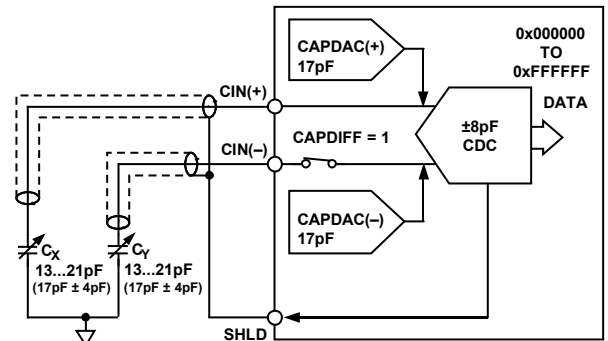 CAPDAC(+)
17pF
0x000000
TO
0xFFFFFF
DATA
CIN(+)
±8pF
CDC
CAPDIFF = 1
CIN(–)
CAPDAC(–)
17pF
CX
13...21pF
(17pF ± 4pF)
CY
13...21pF
(17pF ± 4pF)
SHLD